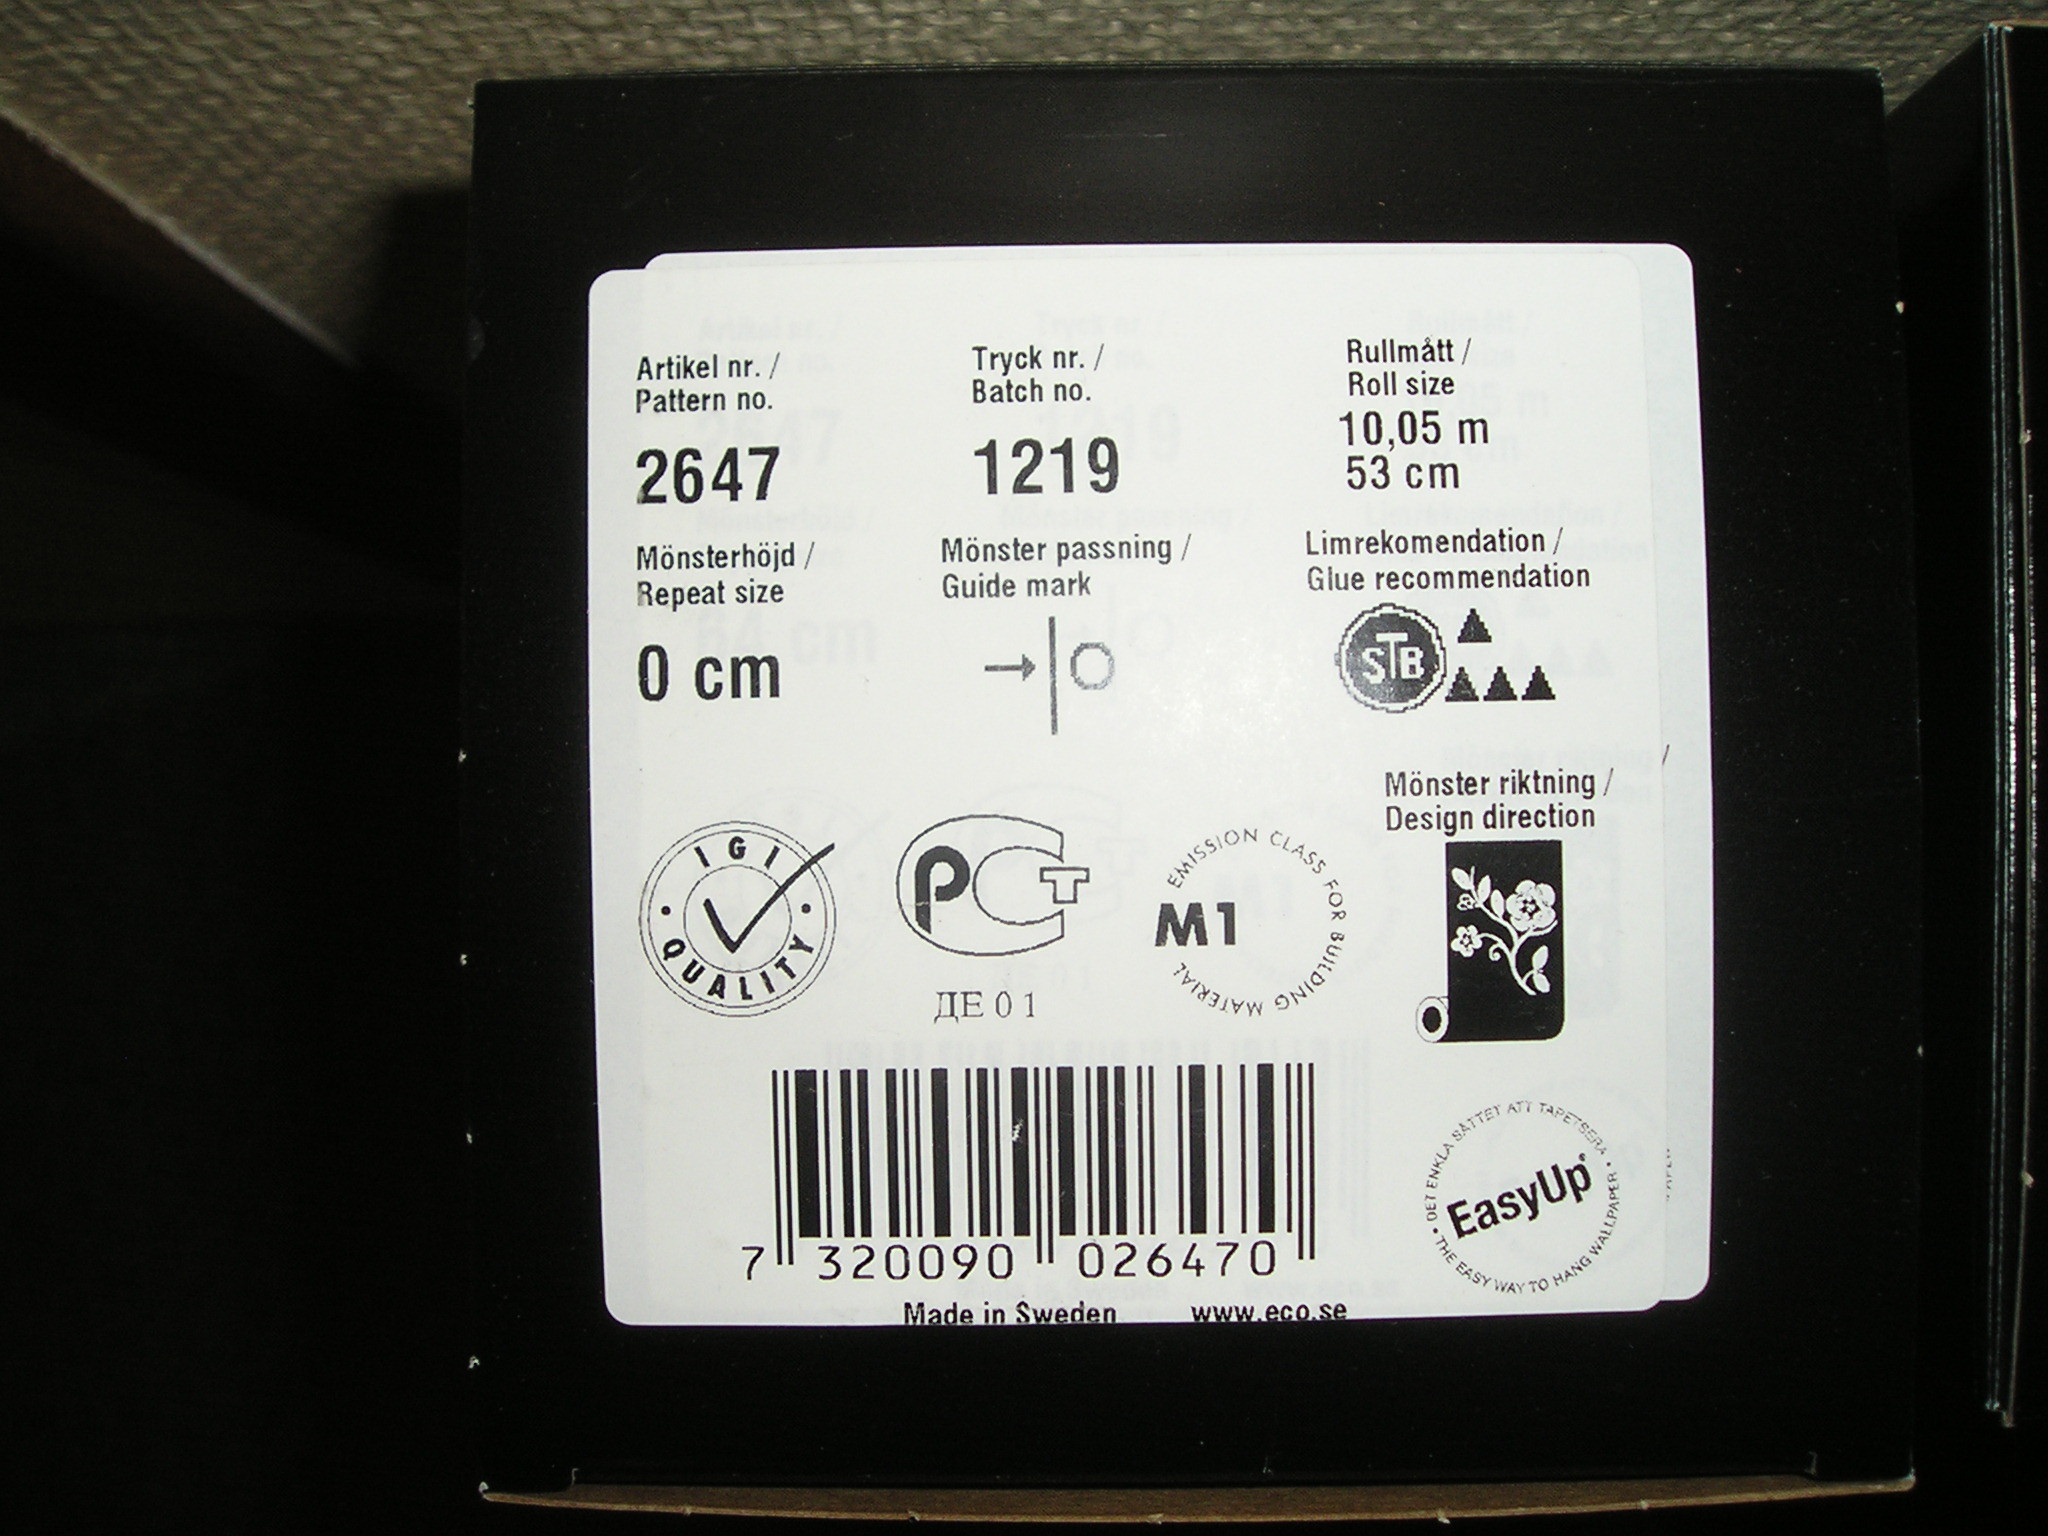 Artikel nr. /
Pattern no.
2647
Tryck nr. /
Batch no.
1219
Rullmått /
Roll size
10,05 m
53 cm
Mönsterhöjd /
Repeat size
0 cm
Mönster passning /
Guide mark
Limrekomendation /
Glue recommendation
STB
IGI
QUALITY
PCT
ДЕ 0 1
M1
EMISSION CLASS FOR BUILDING MATERIAL
Mönster riktning /
Design direction
7 320090 026470
DET ENKLA SÄTTET ATT TAPETSERA
EasyUp®
THE EASY WAY TO HANG WALLPAPER
Made in Sweden www.eco.se